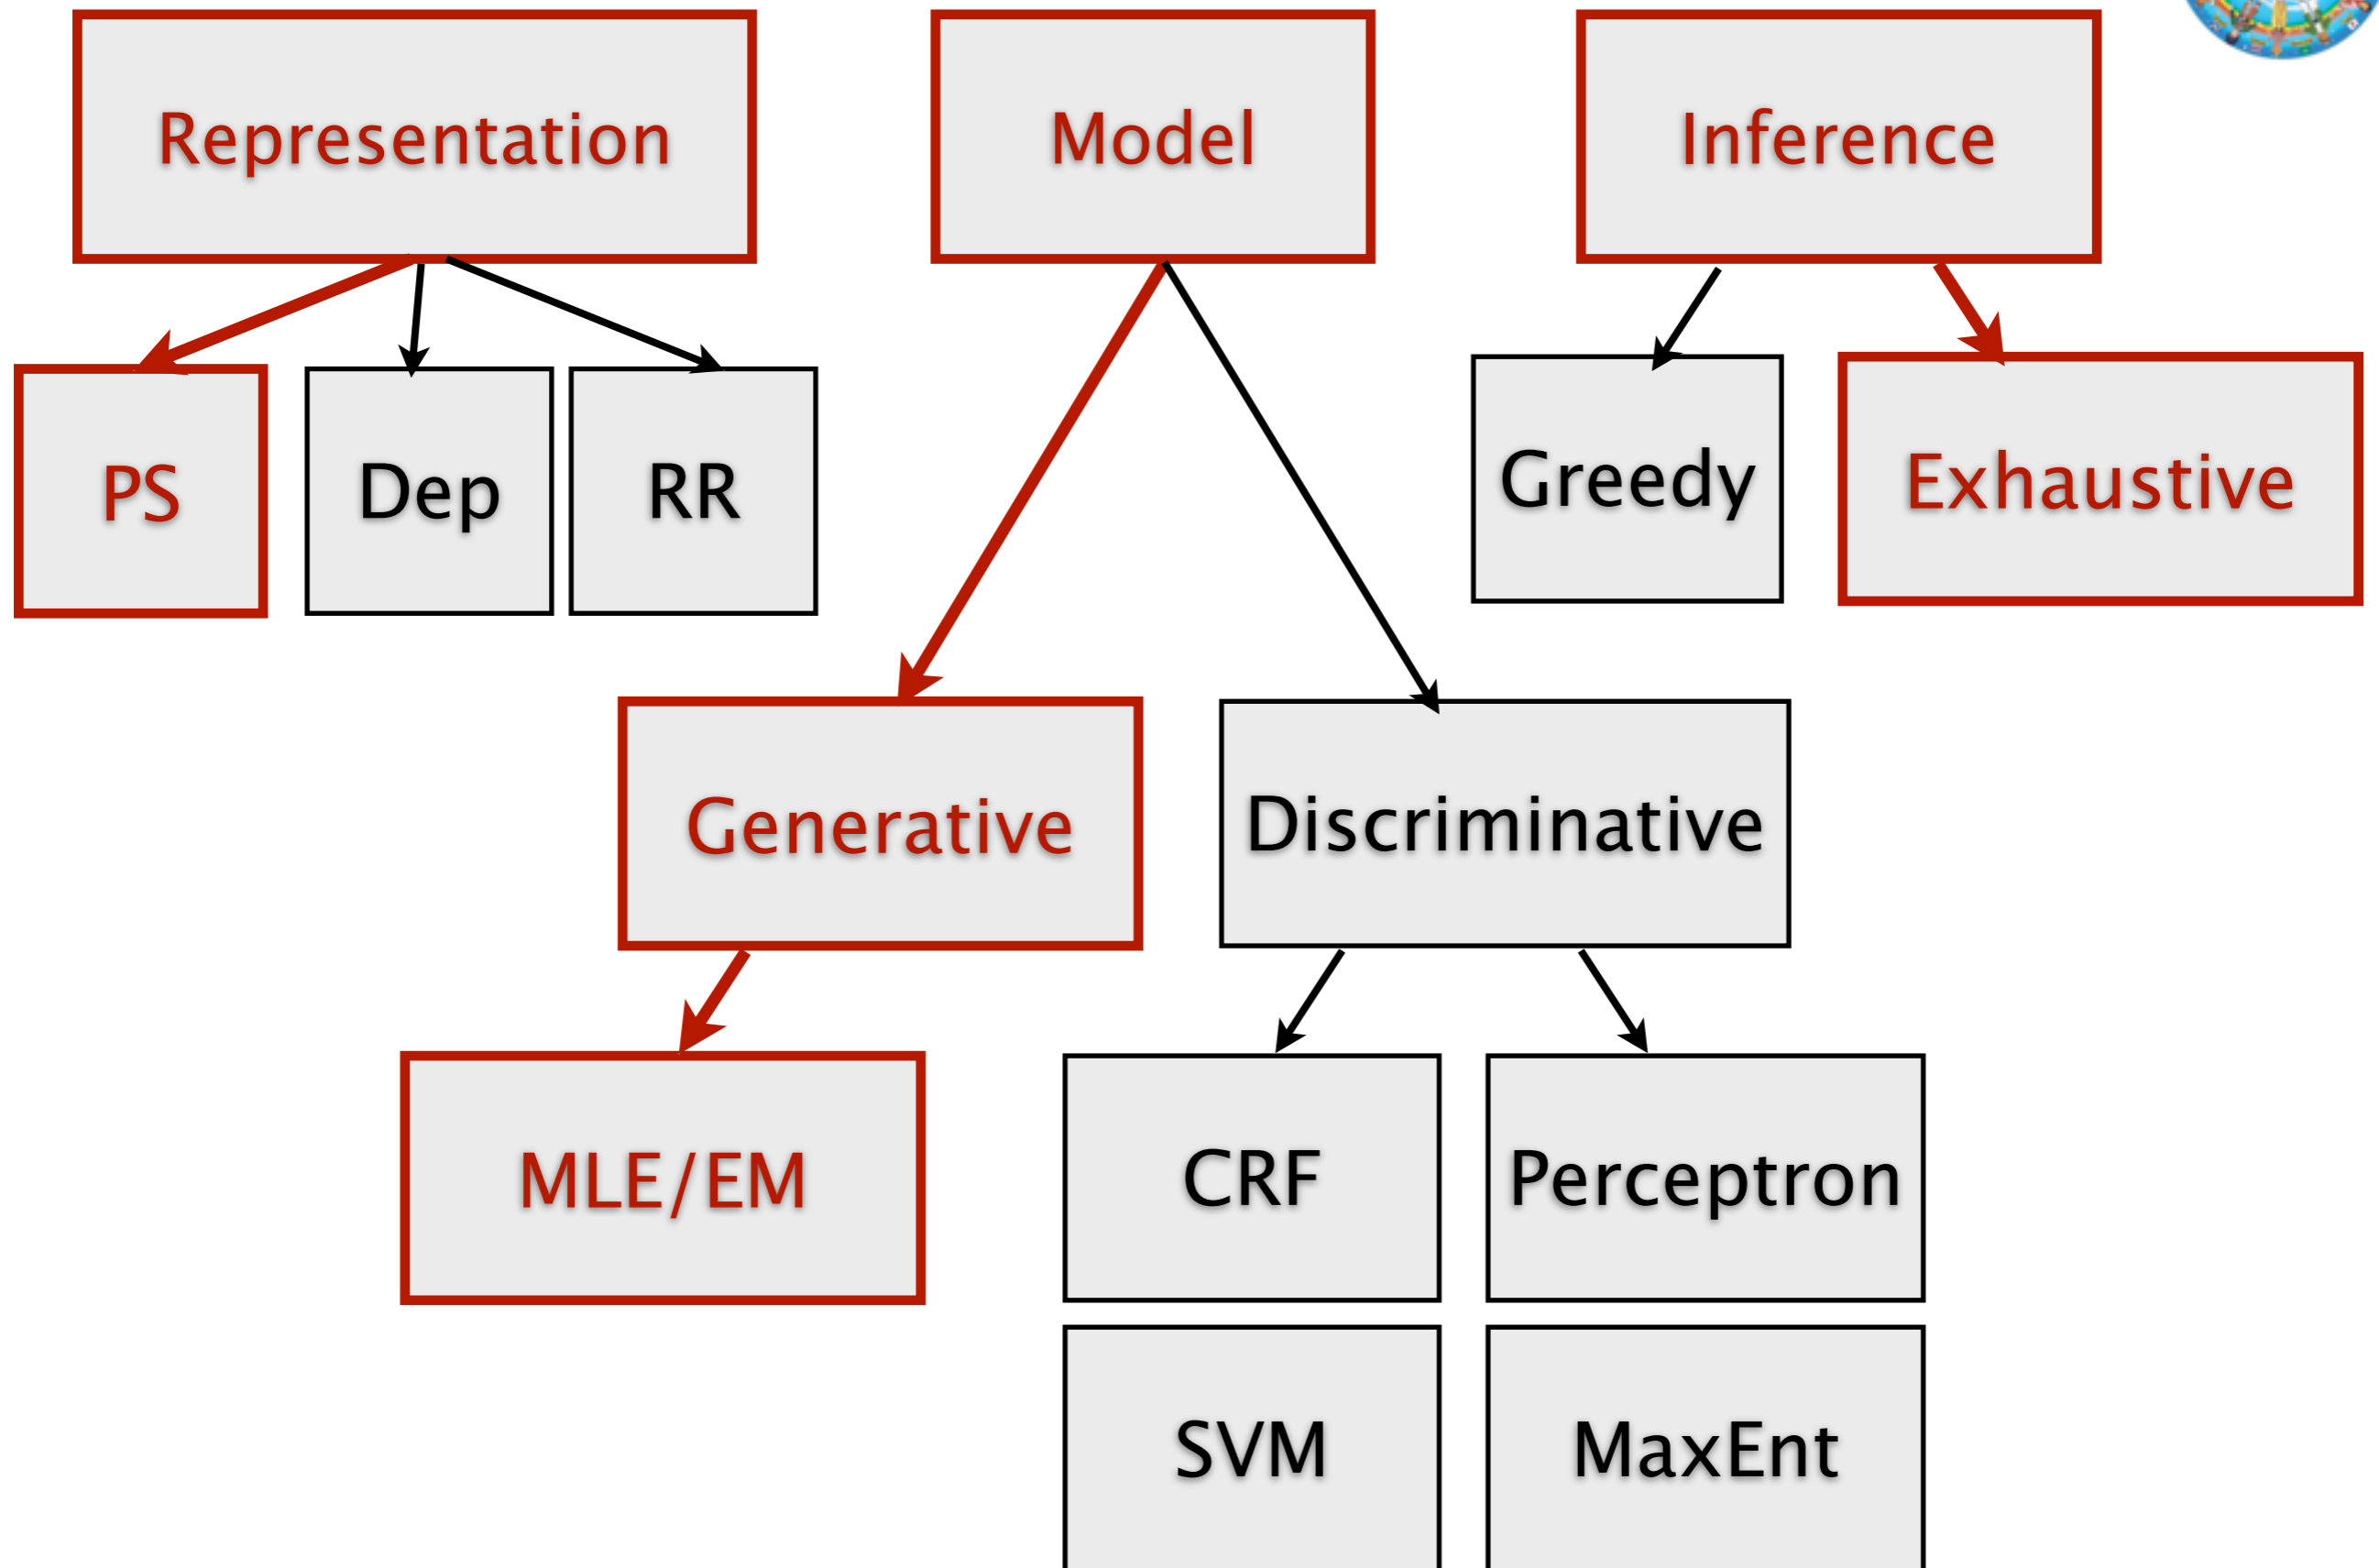 Representation
Model
Inference
PS
Dep
RR
Greedy
Exhaustive
Generative
Discriminative
MLE/EM
CRF
Perceptron
SVM
MaxEnt